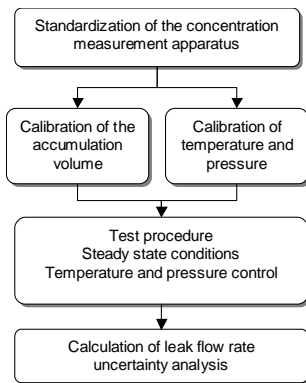 Standardization of the concentration
measurement apparatus
Calibration of the
accumulation
volume
Calibration of
temperature and
pressure
Test procedure
Steady state conditions
Temperature and pressure control
Calculation of leak flow rate
uncertainty analysis